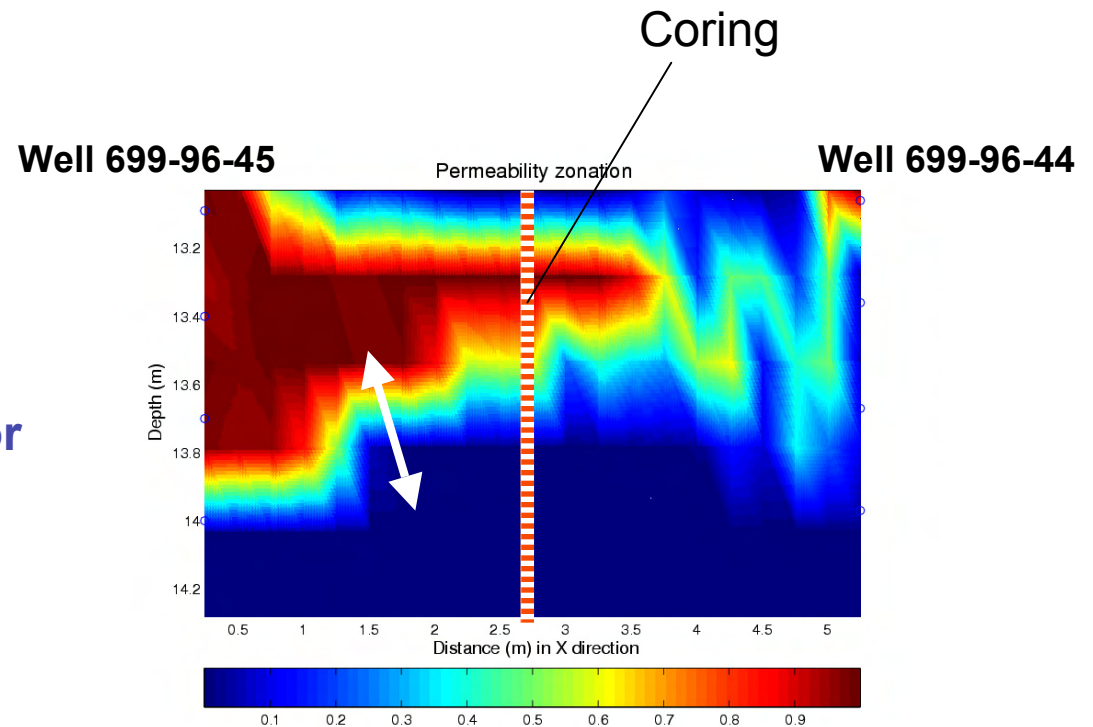 Coring
Well 699-96-45
Well 699-96-44
Permeability zonation
13.2
13.4
13.6
13.8
14
14.2
Depth (m)
or
0.5 1 1.5 2 2.5 3 3.5 4 4.5 5
Distance (m) in X direction
0.1 0.2 0.3 0.4 0.5 0.6 0.7 0.8 0.9